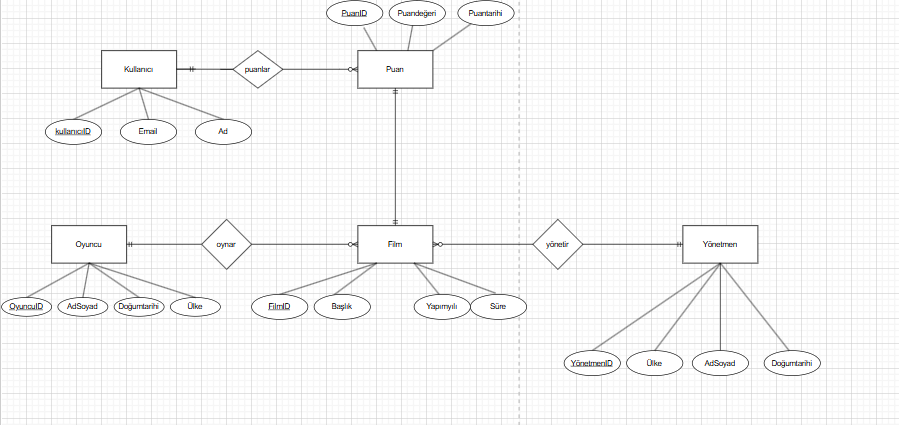 PuanID
Puandeğeri
Puantarihi
Kullanıcı
puanlar
Puan
kullanıcıID
Email
Ad
Oyuncu
oynar
Film
yönetir
Yönetmen
OyuncuID
AdSoyad
Doğumtarihi
Ülke
FilmID
Başlık
Yapımyılı
Süre
YönetmenID
Ülke
AdSoyad
Doğumtarihi